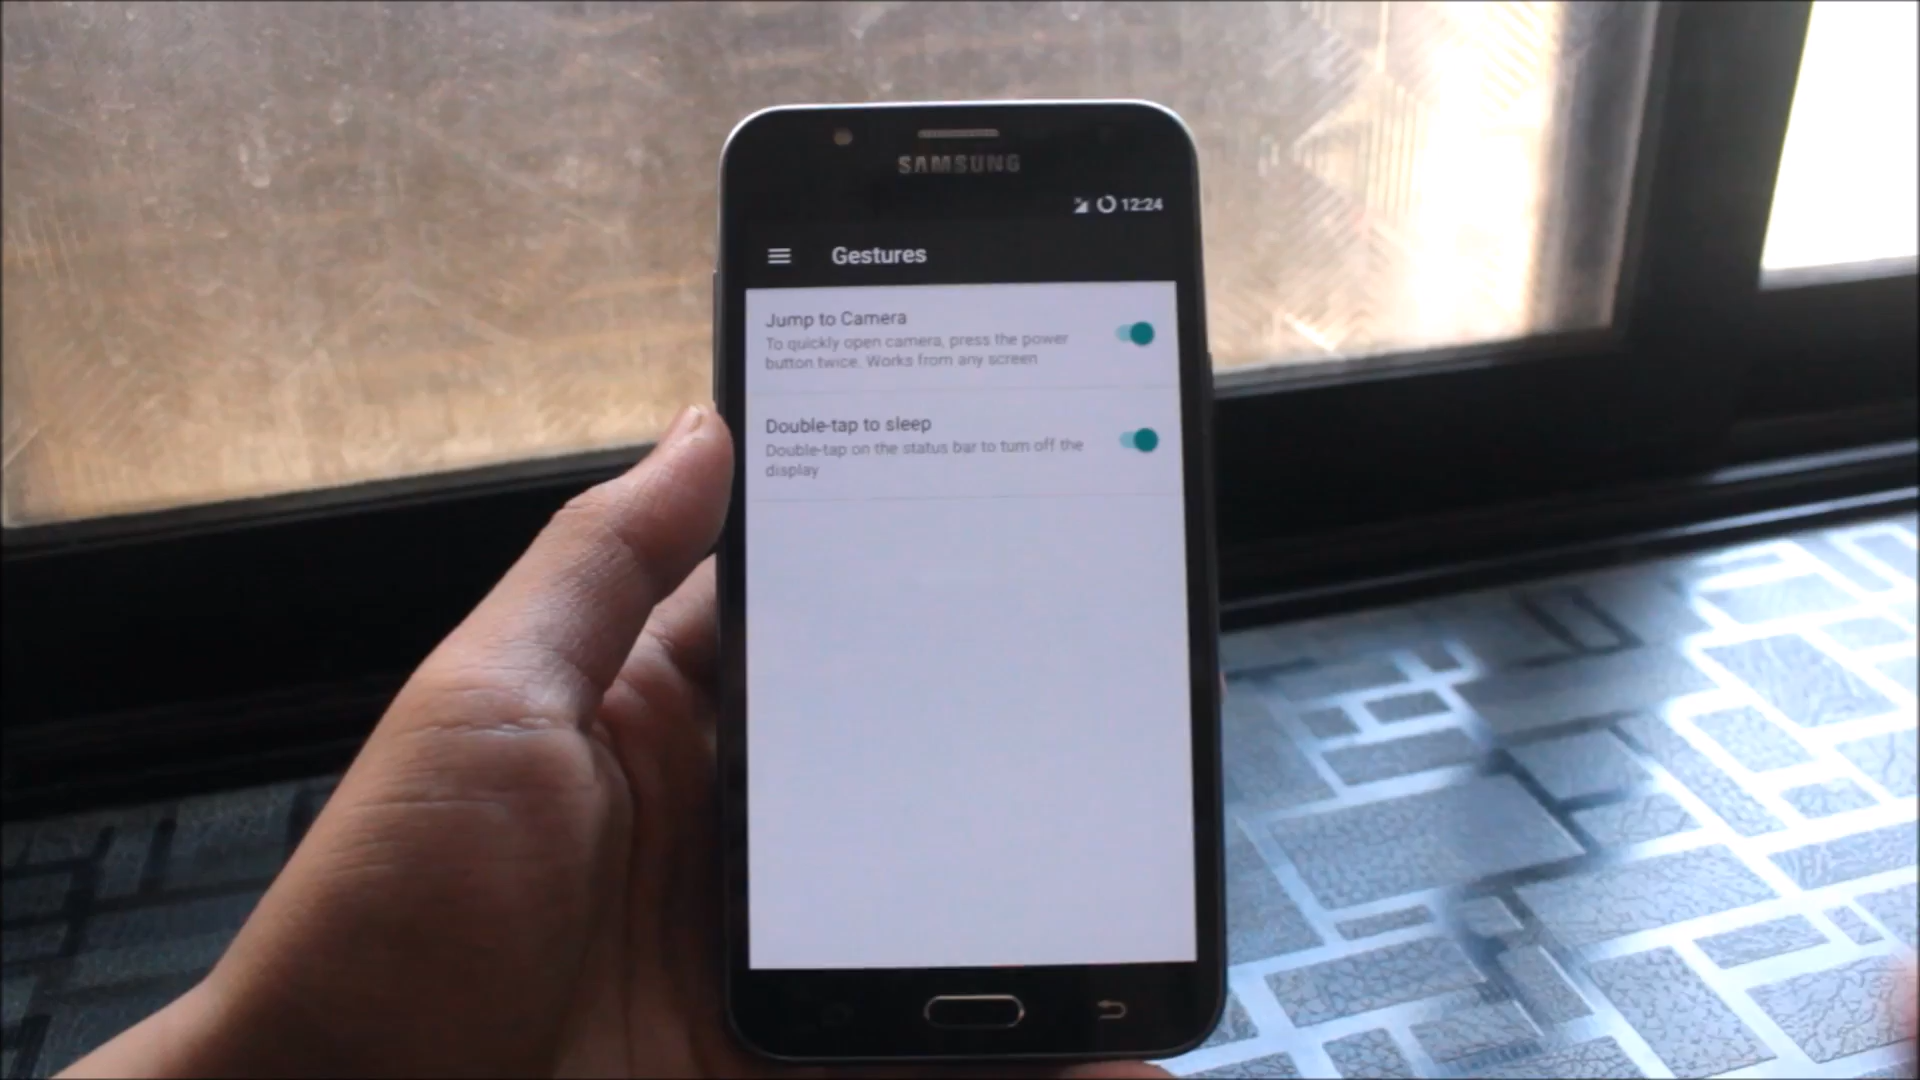 SAMSUNG
12:24
Gestures
Jump to Camera
To quickly open camera, press the power
button twice. Works from any screen
Double-tap to sleep
Double-tap on the status bar to turn off the
display